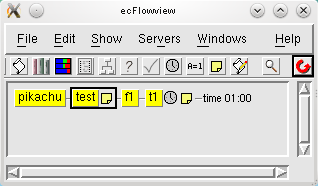 ecFlowview
File Edit Show Servers Windows Help
? A=1
pikachu test f1 t1 time 01:00